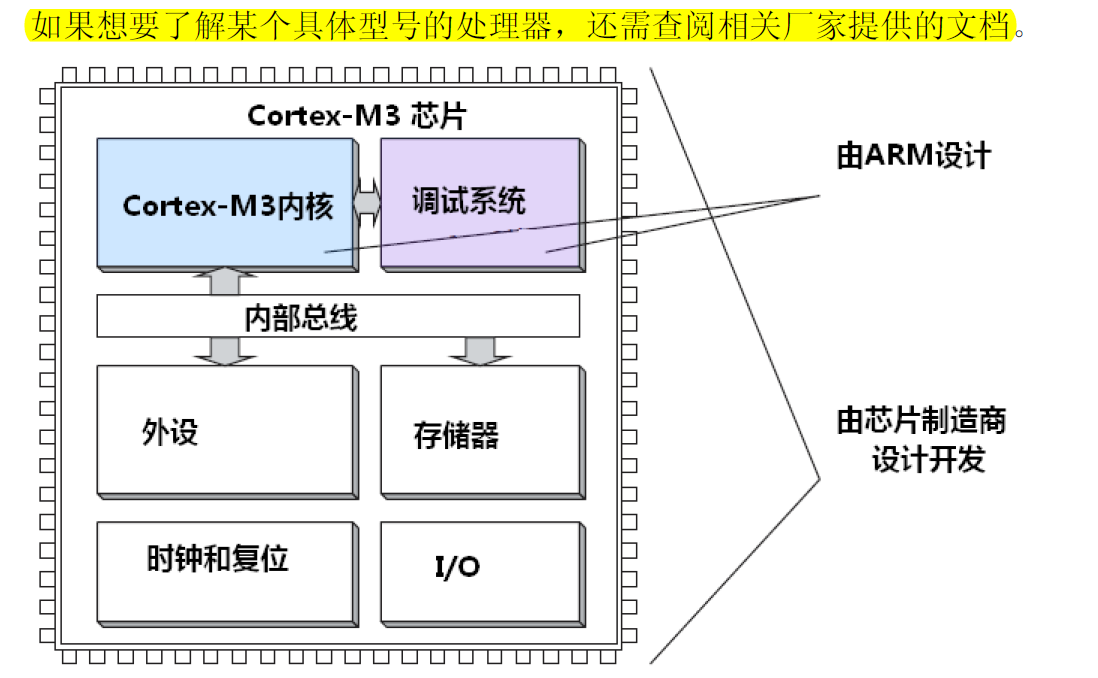 如果想要了解某个具体型号的处理器，还需查阅相关厂家提供的文档。
Cortex-M3 芯片
Cortex-M3内核
调试系统
由ARM设计
内部总线
外设
存储器
由芯片制造商
设计开发
时钟和复位
I/O